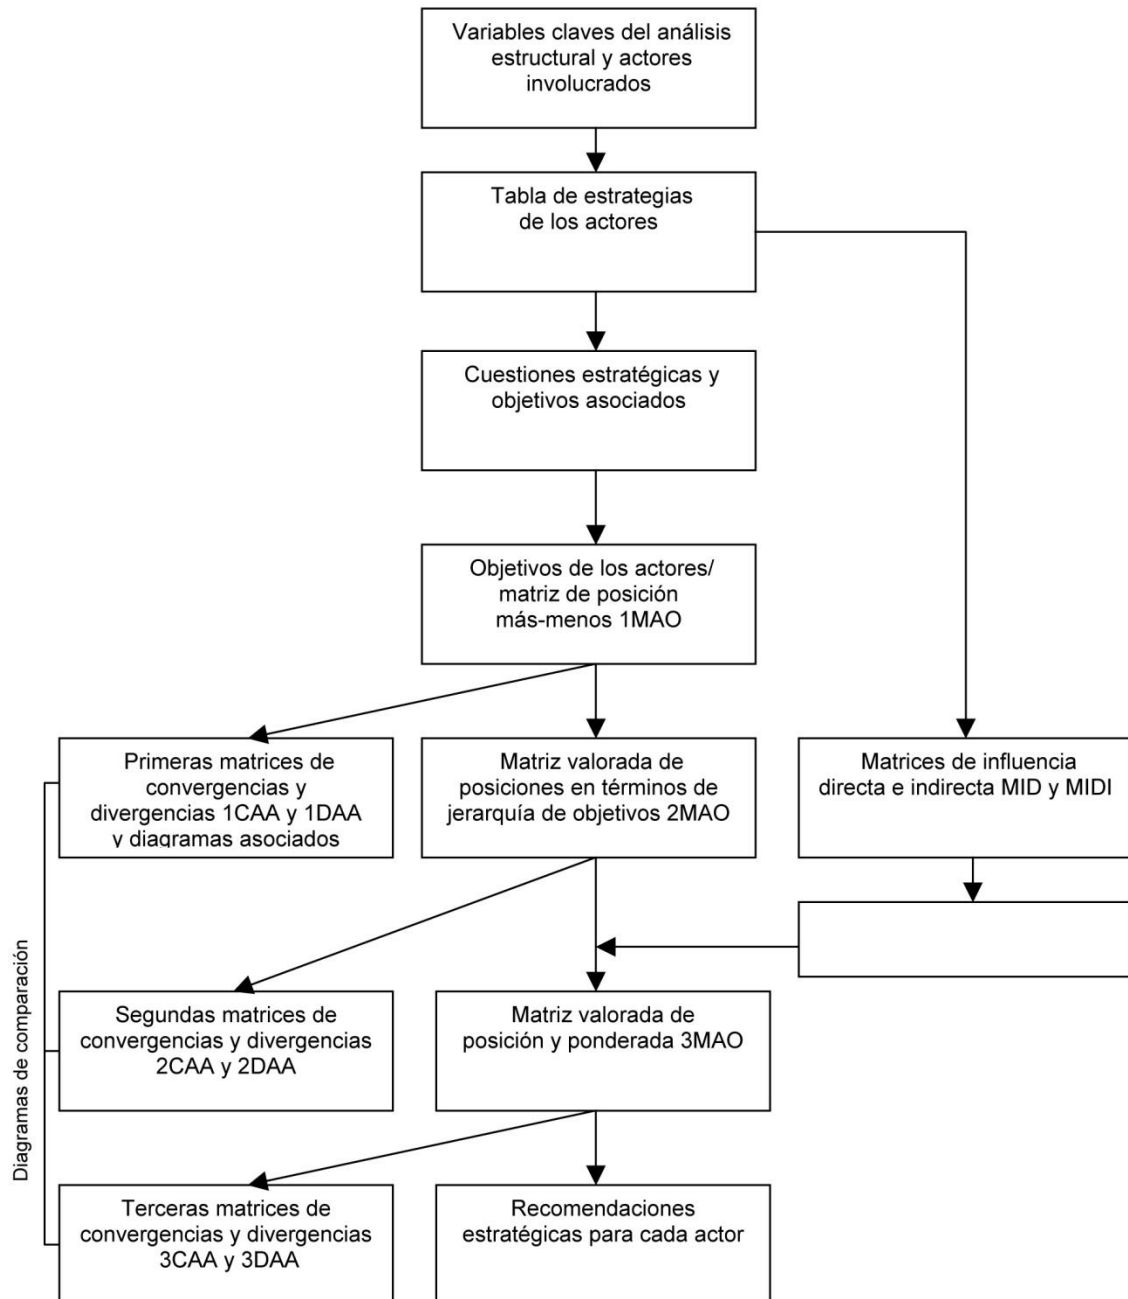 Variables claves del análisis
estructural y actores
involucrados
Tabla de estrategias
de los actores
Cuestiones estratégicas y
objetivos asociados
Objetivos de los actores/
matriz de posición
más-menos 1MAO
Primeras matrices de
convergencias y
divergencias 1CAA y 1DAA
y diagramas asociados
Matriz valorada de
posiciones en términos de
jerarquía de objetivos 2MAO
Matrices de influencia
directa e indirecta MID y MIDI
Diagramas de comparación
Segundas matrices de
convergencias y divergencias
2CAA y 2DAA
Matriz valorada de
posición y ponderada 3MAO
Terceras matrices de
convergencias y divergencias
3CAA y 3DAA
Recomendaciones
estratégicas para cada actor